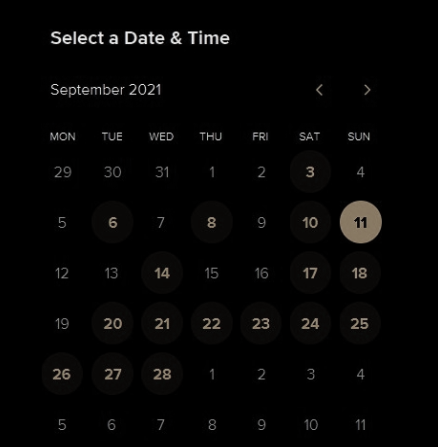 Select a Date & Time
September 2021
MON TUE WED THU FRI SAT SUN
29 30 31 1 2 3 4
5 6 7 8 9 10 11
12 13 14 15 16 17 18
19 20 21 22 23 24 25
26 27 28 1 2 3 4
5 6 7 8 9 10 11